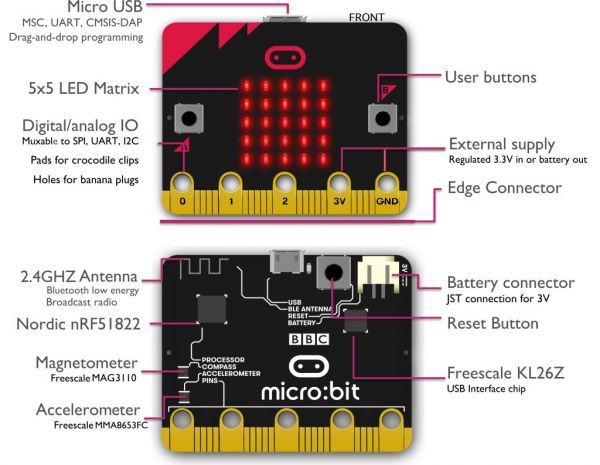 Micro USB
MSC, UART, CMSIS-DAP
Drag-and-drop programming
FRONT
5x5 LED Matrix
User buttons
B
Digital/analog IO
Muxable to SPI, UART, I2C
A
Pads for crocodile clips
Holes for banana plugs
External supply
Regulated 3.3V in or battery out
0 1 2 3V GND
Edge Connector
2.4GHZ Antenna
Bluetooth low energy
Broadcast radio
3V
Battery connector
JST connection for 3V
USB
BLE ANTENNA
RESET
BATTERY
Nordic nRF51822
Reset Button
BBC
PROCESSOR
COMPASS
ACCELEROMETER
PINS
Magnetometer
Freescale MAG3110
micro:bit
Freescale KL26Z
USB Interface chip
Accelerometer
Freescale MMA8653FC